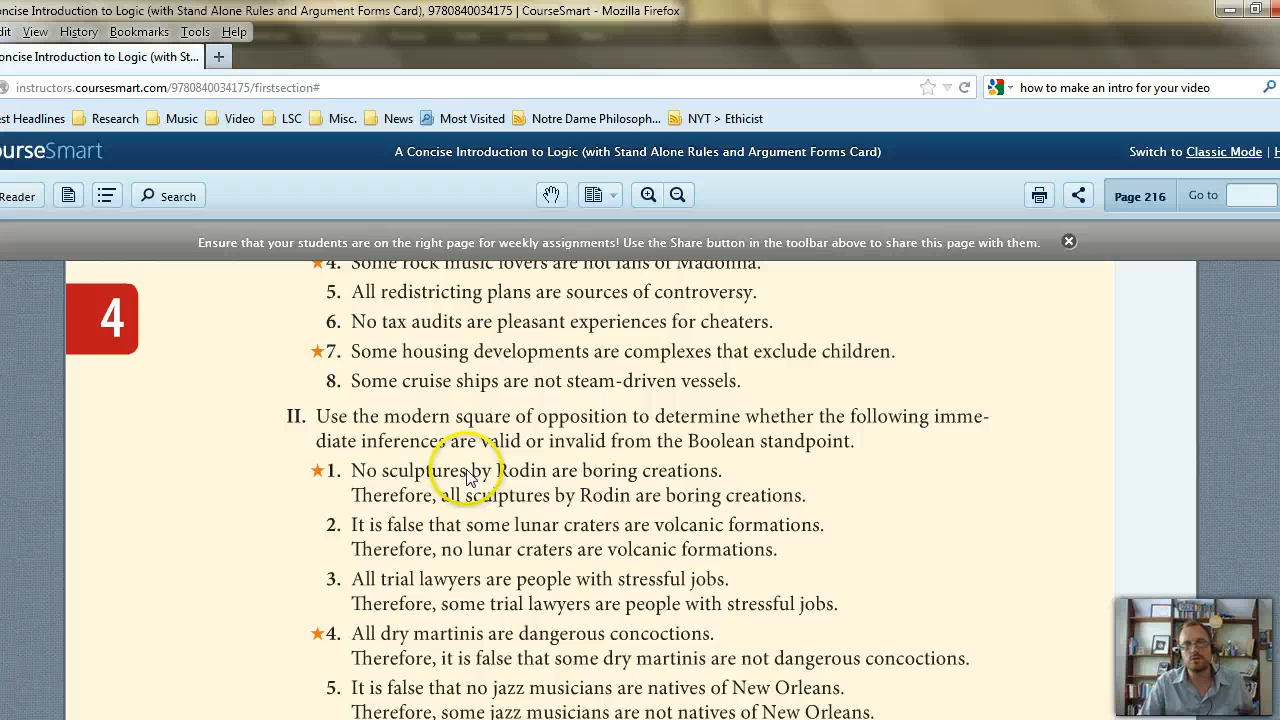 oncise Introduction to Logic (with Stand Alone Rules and Argument Forms Card), 9780840034175 | CourseSmart - Mozilla Firefox
dit View History Bookmarks Tools Help
oncise Introduction to Logic (with St... +
instructors.coursesmart.com/9780840034175/firstsection# how to make an intro for your video
est Headlines Research Music Video LSC Misc. News Most Visited Notre Dame Philosoph... NYT > Ethicist
ourseSmart A Concise Introduction to Logic (with Stand Alone Rules and Argument Forms Card) Switch to Classic Mode | H
Reader Search Page 216 Go to
Ensure that your students are on the right page for weekly assignments! Use the Share button in the toolbar above to share this page with them.
4
★4. Some rock music lovers are not fans of Madonna.
5. All redistricting plans are sources of controversy.
6. No tax audits are pleasant experiences for cheaters.
★7. Some housing developments are complexes that exclude children.
8. Some cruise ships are not steam-driven vessels.
II. Use the modern square of opposition to determine whether the following imme-
diate inferences are valid or invalid from the Boolean standpoint.
★1. No sculptures by Rodin are boring creations.
Therefore, all sculptures by Rodin are boring creations.
2. It is false that some lunar craters are volcanic formations.
Therefore, no lunar craters are volcanic formations.
3. All trial lawyers are people with stressful jobs.
Therefore, some trial lawyers are people with stressful jobs.
★4. All dry martinis are dangerous concoctions.
Therefore, it is false that some dry martinis are not dangerous concoctions.
5. It is false that no jazz musicians are natives of New Orleans.
Therefore, some jazz musicians are not natives of New Orleans.